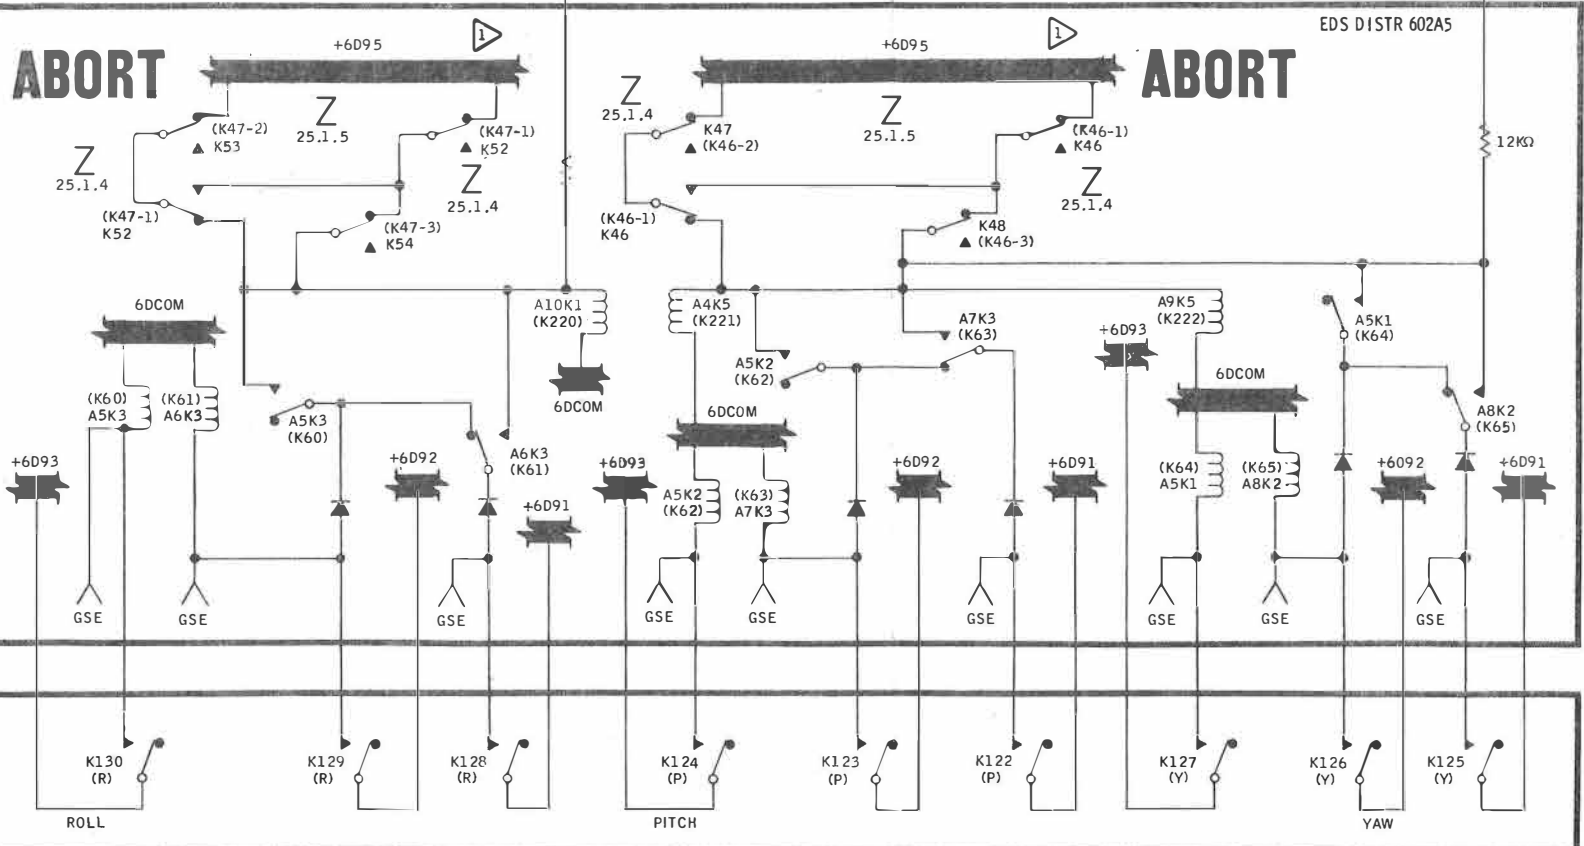 EDS DISTR 602A5
ABORT
+6D95
1
+6D95
1
ABORT
Z
25.1.5
(K47-2)
K53
(K47-1)
K52
Z
25.1.4
Z
25.1.4
(K47-1)
K52
(K47-3)
K54
Z
25.1.4
K47
(K46-2)
Z
25.1.5
(K46-1)
K46
Z
25.1.4
(K46-1)
K46
K48
(K46-3)
12KΩ
6DCOM
A10K1
(K220)
6DCOM
A4K5
(K221)
A5K2
(K62)
A7K3
(K63)
A9K5
(K222)
+6D93
A5K1
(K64)
6DCOM
(K60)
A5K3
(K61)
A6K3
A5K3
(K60)
A6K3
(K61)
6DCOM
A8K2
(K65)
+6D93
+6D92
+6D91
+6D93
A5K2
(K62)
(K63)
A7K3
+6D92
+6D91
(K64)
A5K1
(K65)
A8K2
+6092
+6D91
GSE
GSE
GSE
GSE
GSE
GSE
GSE
GSE
GSE
K130
(R)
K129
(R)
K128
(R)
K124
(P)
K123
(P)
K122
(P)
K127
(Y)
K126
(Y)
K125
(Y)
ROLL
PITCH
YAW